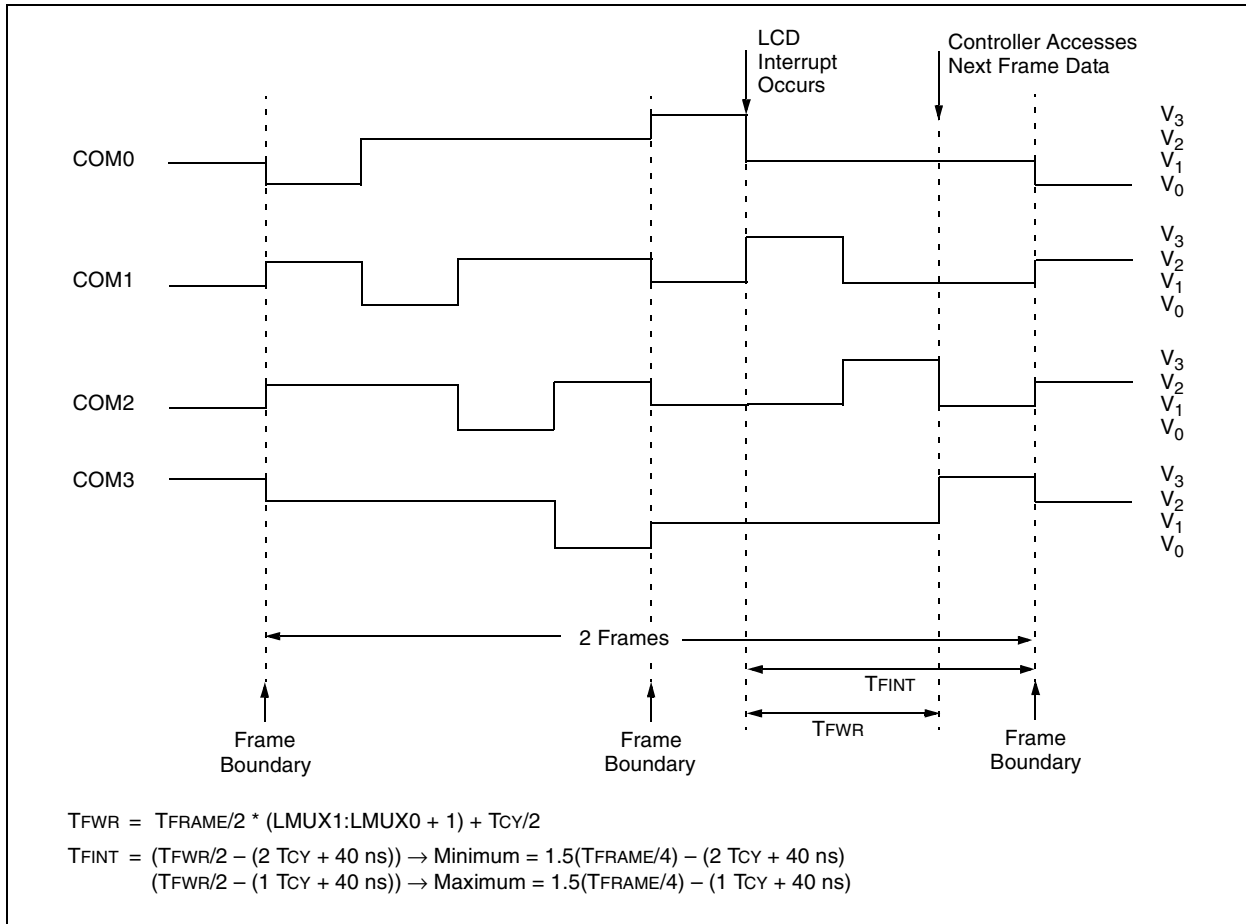 LCD
Interrupt
Occurs
Controller Accesses
Next Frame Data
COM0
V3
V2
V1
V0
COM1
V3
V2
V1
V0
COM2
V3
V2
V1
V0
COM3
V3
V2
V1
V0
2 Frames
TFINT
TFWR
Frame
Boundary
Frame
Boundary
Frame
Boundary
TFWR = TFRAME/2 * (LMUX1:LMUX0 + 1) + TCY/2
TFINT = (TFWR/2 – (2 TCY + 40 ns)) → Minimum = 1.5(TFRAME/4) – (2 TCY + 40 ns)
(TFWR/2 – (1 TCY + 40 ns)) → Maximum = 1.5(TFRAME/4) – (1 TCY + 40 ns)